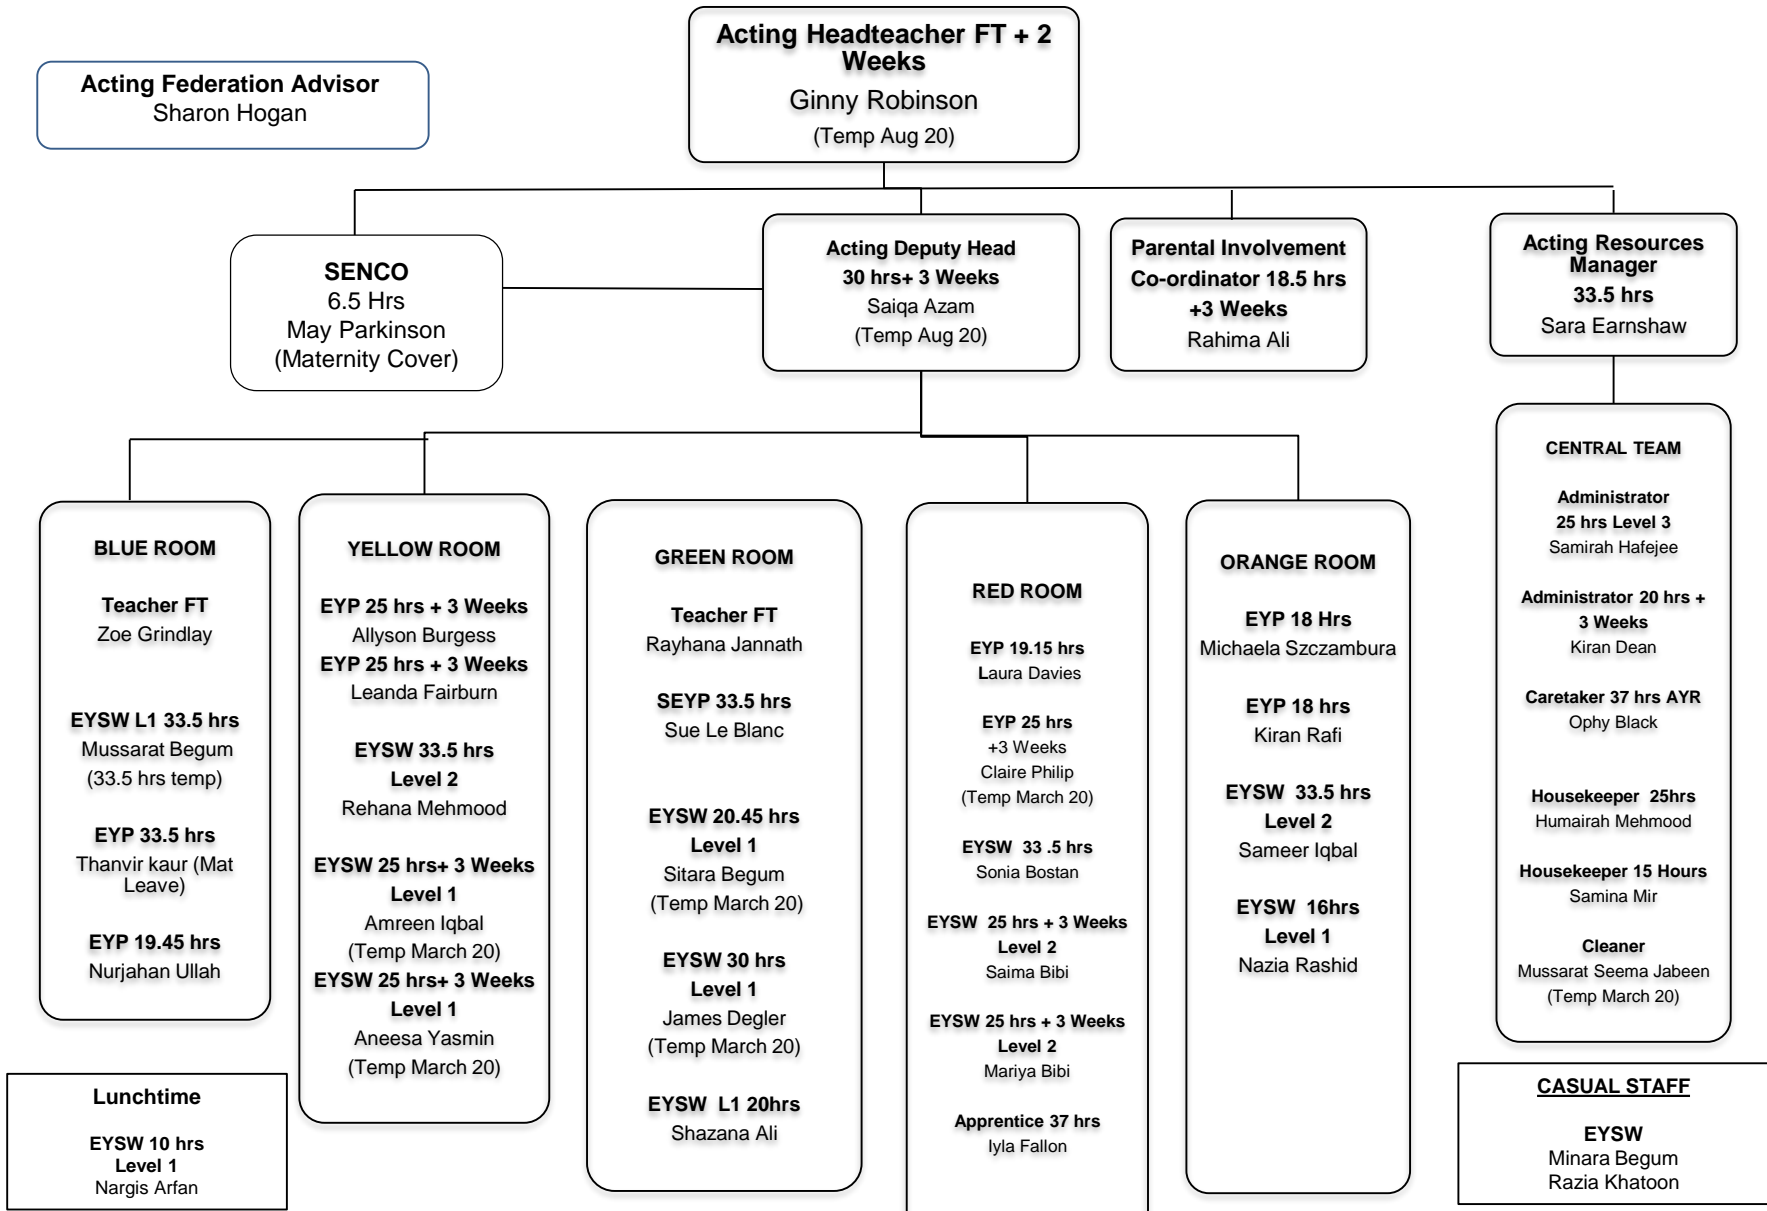 Acting Headteacher FT + 2
Weeks
Ginny Robinson
(Temp Aug 20)
Acting Federation Advisor
Sharon Hogan
SENCO
6.5 Hrs
May Parkinson
(Maternity Cover)
Acting Deputy Head
30 hrs+ 3 Weeks
Saiqa Azam
(Temp Aug 20)
Parental Involvement
Co-ordinator 18.5 hrs
+3 Weeks
Rahima Ali
Acting Resources
Manager
33.5 hrs
Sara Earnshaw
BLUE ROOM
Teacher FT
Zoe Grindlay
EYSW L1 33.5 hrs
Mussarat Begum
(33.5 hrs temp)
EYP 33.5 hrs
Thanvir kaur (Mat
Leave)
EYP 19.45 hrs
Nurjahan Ullah
YELLOW ROOM
EYP 25 hrs + 3 Weeks
Allyson Burgess
EYP 25 hrs + 3 Weeks
Leanda Fairburn
EYSW 33.5 hrs
Level 2
Rehana Mehmood
EYSW 25 hrs+ 3 Weeks
Level 1
Amreen Iqbal
(Temp March 20)
EYSW 25 hrs+ 3 Weeks
Level 1
Aneesa Yasmin
(Temp March 20)
GREEN ROOM
Teacher FT
Rayhana Jannath
SEYP 33.5 hrs
Sue Le Blanc
EYSW 20.45 hrs
Level 1
Sitara Begum
(Temp March 20)
EYSW 30 hrs
Level 1
James Degler
(Temp March 20)
EYSW  L1 20hrs
Shazana Ali
RED ROOM
EYP 19.15 hrs
Laura Davies
EYP 25 hrs
+3 Weeks
Claire Philip
(Temp March 20)
EYSW  33 .5 hrs
Sonia Bostan
EYSW  25 hrs + 3 Weeks
Level 2
Saima Bibi
EYSW 25 hrs + 3 Weeks
Level 2
Mariya Bibi
Apprentice 37 hrs
Iyla Fallon
ORANGE ROOM
EYP 18 Hrs
Michaela Szczambura
EYP 18 hrs
Kiran Rafi
EYSW  33.5 hrs
Level 2
Sameer Iqbal
EYSW  16hrs
Level 1
Nazia Rashid
CENTRAL TEAM
Administrator
25 hrs Level 3
Samirah Hafejee
Administrator 20 hrs +
3 Weeks
Kiran Dean
Caretaker 37 hrs AYR
Ophy Black
Housekeeper  25hrs
Humairah Mehmood
Housekeeper 15 Hours
Samina Mir
Cleaner
Mussarat Seema Jabeen
(Temp March 20)
Lunchtime
EYSW 10 hrs
Level 1
Nargis Arfan
CASUAL STAFF
EYSW
Minara Begum
Razia Khatoon